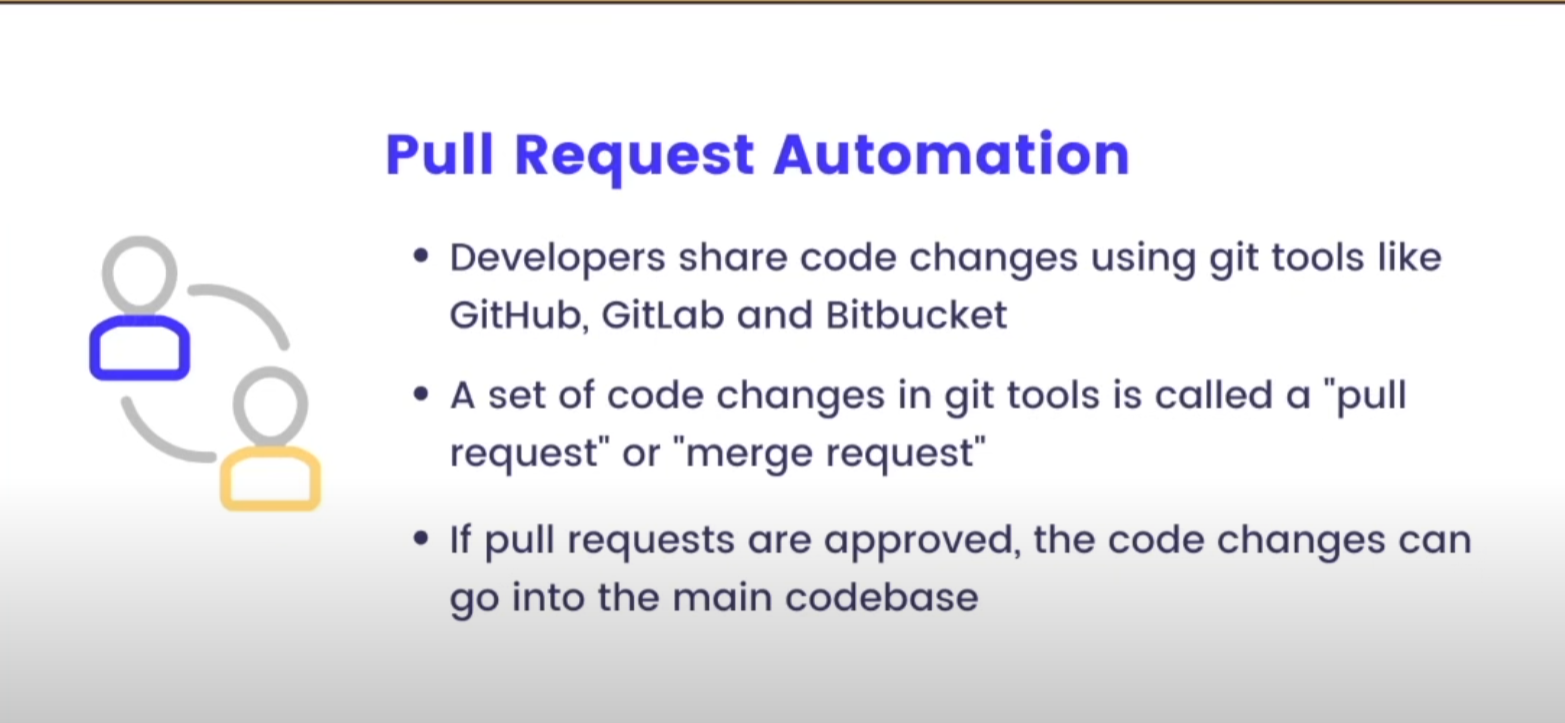 Pull Request Automation
• Developers share code changes using git tools like
GitHub, GitLab and Bitbucket
• A set of code changes in git tools is called a "pull
request" or "merge request"
• If pull requests are approved, the code changes can
go into the main codebase